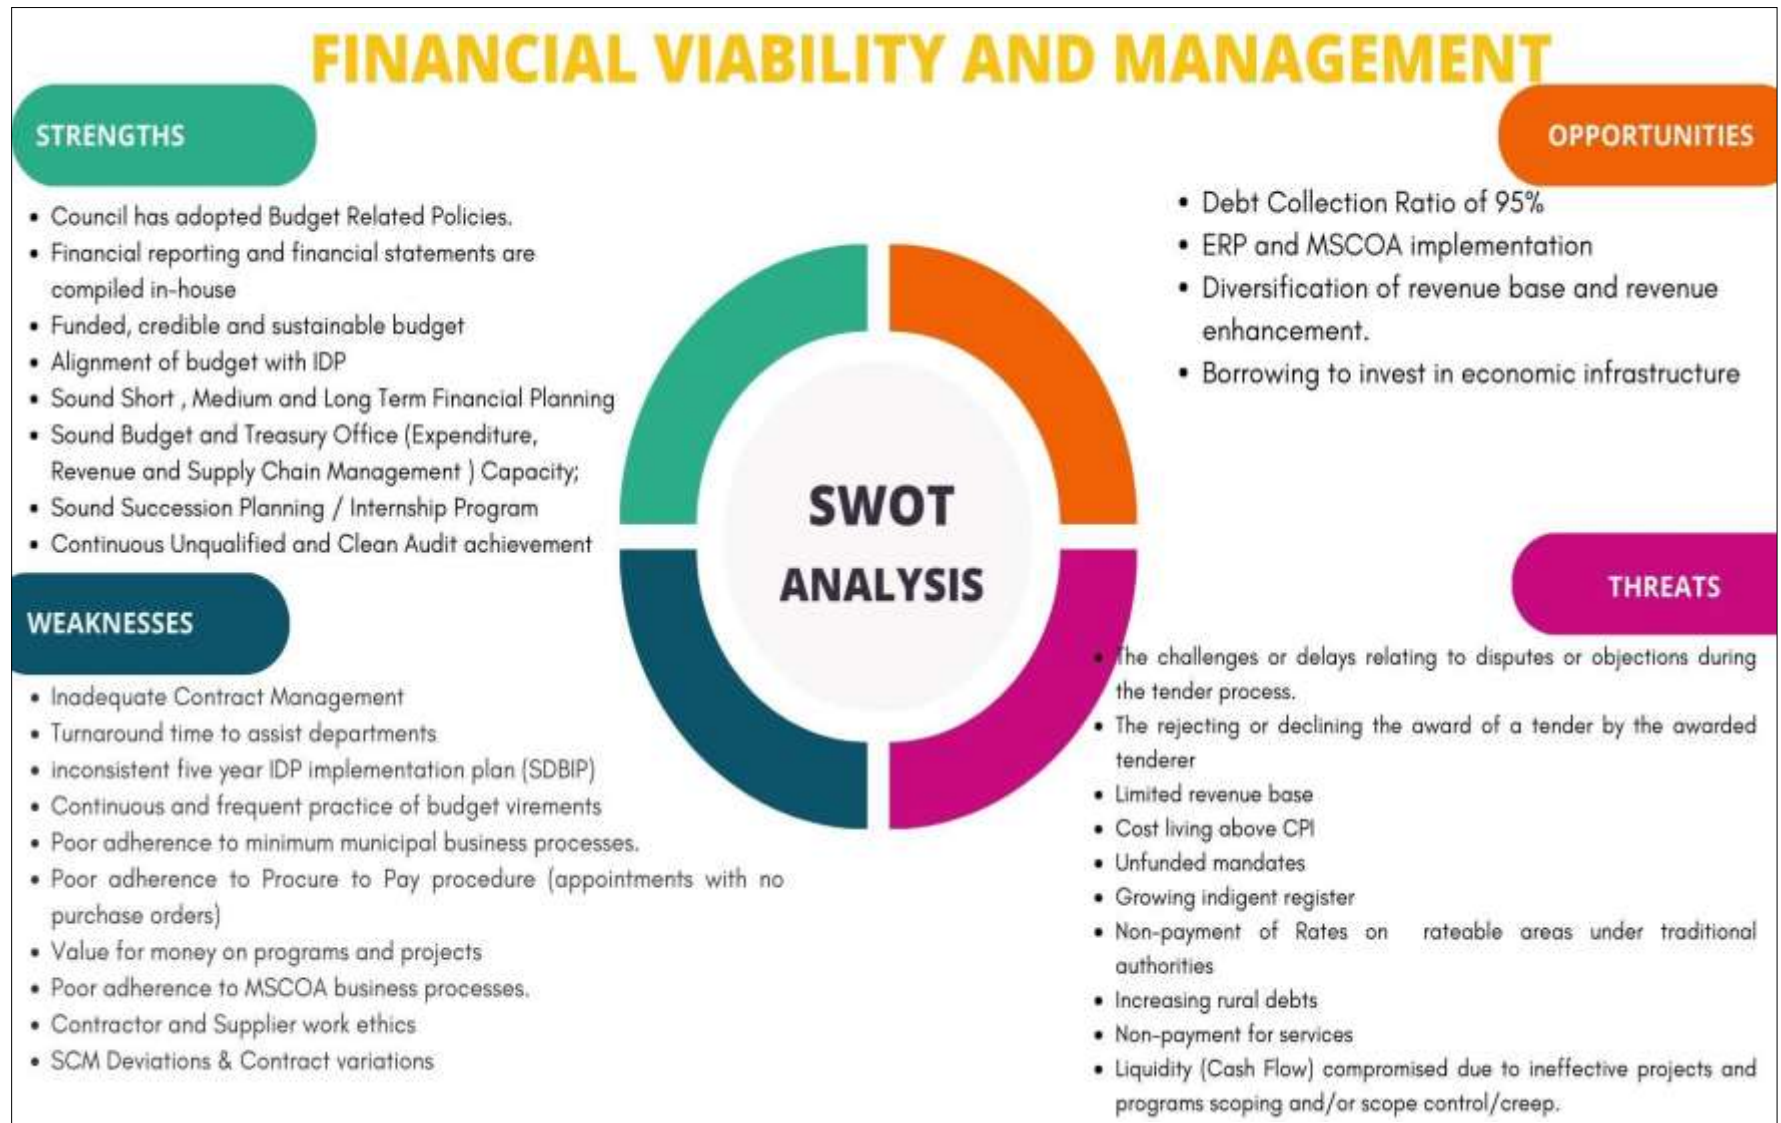 FINANCIAL VIABILITY AND MANAGEMENT
STRENGTHS
• Council has adopted Budget Related Policies.
• Financial reporting and financial statements are
compiled in-house
• Funded, credible and sustainable budget
• Alignment of budget with IDP
• Sound Short , Medium and Long Term Financial Planning
• Sound Budget and Treasury Office (Expenditure,
Revenue and Supply Chain Management ) Capacity;
• Sound Succession Planning / Internship Program
• Continuous Unqualified and Clean Audit achievement
WEAKNESSES
• Inadequate Contract Management
• Turnaround time to assist departments
• inconsistent five year IDP implementation plan (SDBIP)
• Continuous and frequent practice of budget virements
• Poor adherence to minimum municipal business processes.
• Poor adherence to Procure to Pay procedure (appointments with no
purchase orders)
• Value for money on programs and projects
• Poor adherence to MSCOA business processes.
• Contractor and Supplier work ethics
• SCM Deviations & Contract variations
SWOT
ANALYSIS
OPPORTUNITIES
• Debt Collection Ratio of 95%
• ERP and MSCOA implementation
• Diversification of revenue base and revenue
enhancement.
• Borrowing to invest in economic infrastructure
THREATS
• The challenges or delays relating to disputes or objections during
the tender process.
• The rejecting or declining the award of a tender by the awarded
tenderer
• Limited revenue base
• Cost living above CPI
• Unfunded mandates
• Growing indigent register
• Non-payment of Rates on rateable areas under traditional
authorities
• Increasing rural debts
• Non-payment for services
• Liquidity (Cash Flow) compromised due to ineffective projects and
programs scoping and/or scope control/creep.